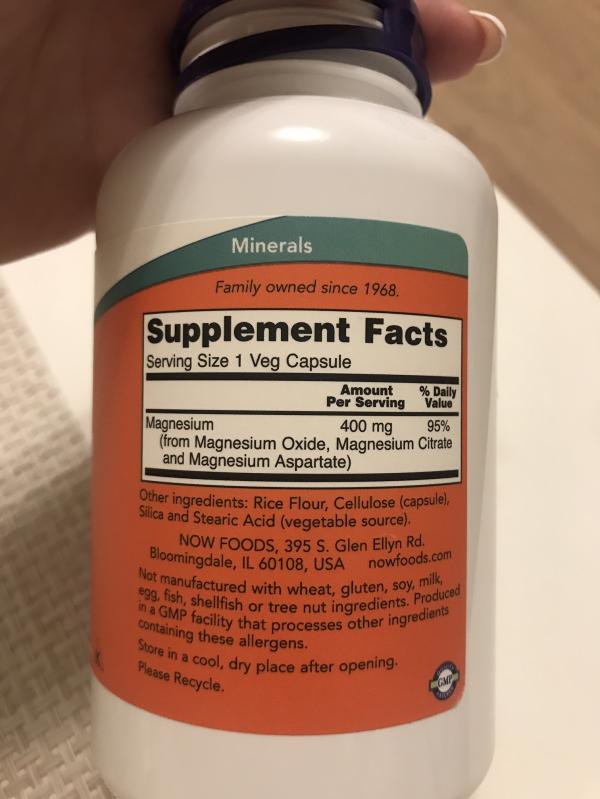 Minerals
Family owned since 1968.
Supplement Facts
Serving Size 1 Veg Capsule
Amount Per Serving
% Daily Value
Magnesium 400 mg 95%
(from Magnesium Oxide, Magnesium Citrate
and Magnesium Aspartate)
Other ingredients: Rice Flour, Cellulose (capsule),
Silica and Stearic Acid (vegetable source).
NOW FOODS, 395 S. Glen Ellyn Rd.
Bloomingdale, IL 60108, USA nowfoods.com
Not manufactured with wheat, gluten, soy, milk,
egg, fish, shellfish or tree nut ingredients. Produced
in a GMP facility that processes other ingredients
containing these allergens.
Store in a cool, dry place after opening.
Please Recycle.
GMP